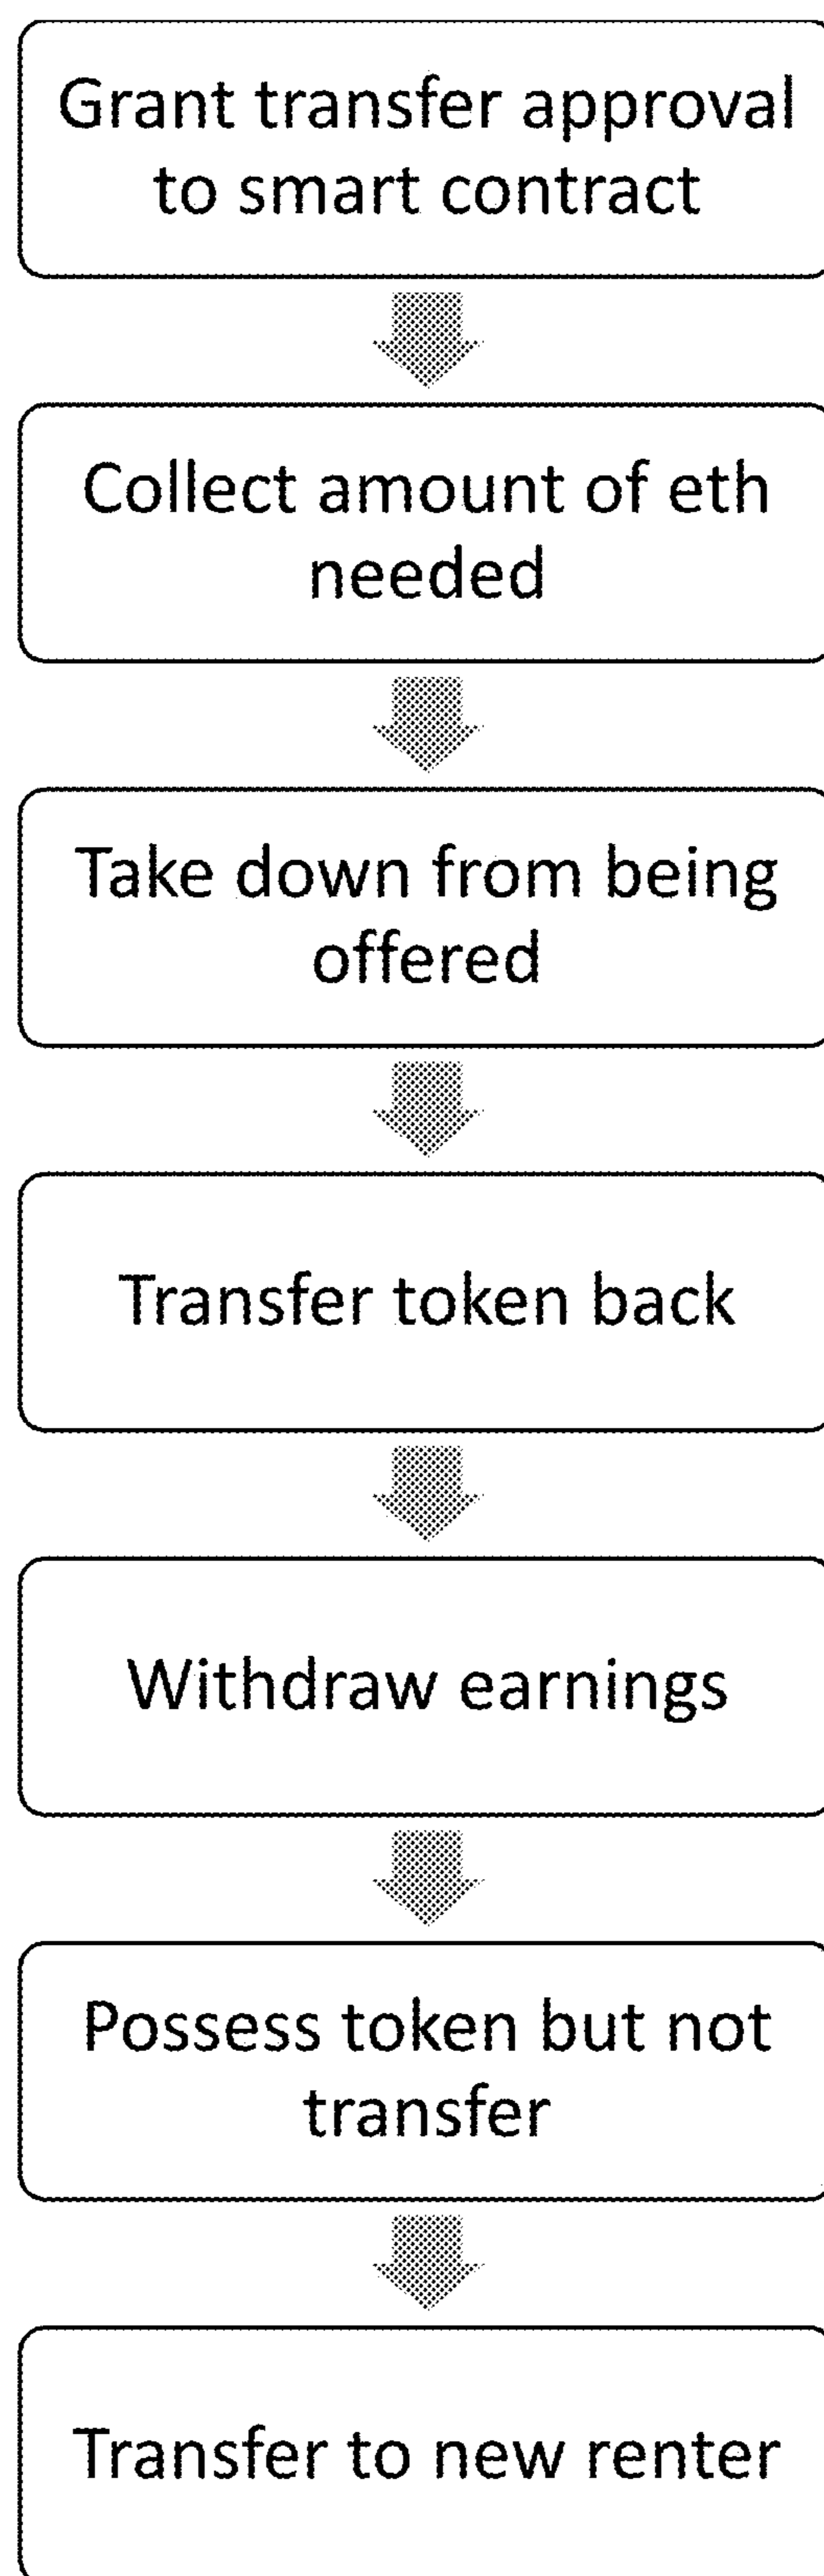 Grant transfer approval
to smart contract
Collect amount of eth
needed
Take down from being
offered
Transfer token back
Withdraw earnings
Possess token but not
transfer
Transfer to new renter